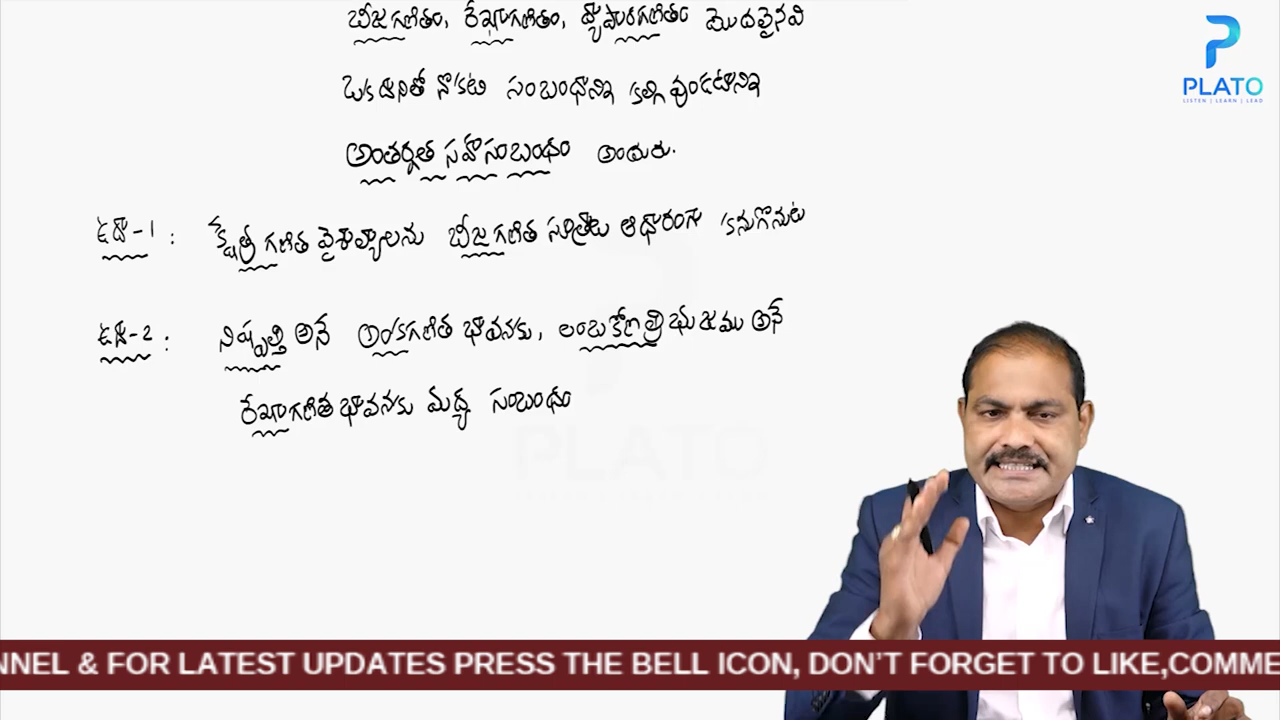 బీజగణితం, రేఖాగణితం, వ్యాపారగణితం మొదలైనవి
ఒకదానితో నొకటి సంబంధాన్ని కల్గి వుండటాన్ని
అంతర్గత సహసంబంధం అందురు.
ఉదా-1 : క్షేత్ర గణిత వైశాల్యాలను బీజగణిత సూత్రాల ఆధారంగా కనుగొనుట
ఉదా-2 : నిష్పత్తి అనే అంకగణిత భావనకు, లంబకోణ త్రిభుజము అనే
రేఖాగణిత భావనకు మధ్య సంబంధం
P
PLATO
LISTEN | LEARN | LEAD
PLATO
NNEL & FOR LATEST UPDATES PRESS THE BELL ICON, DON'T FORGET TO LIKE,COMME